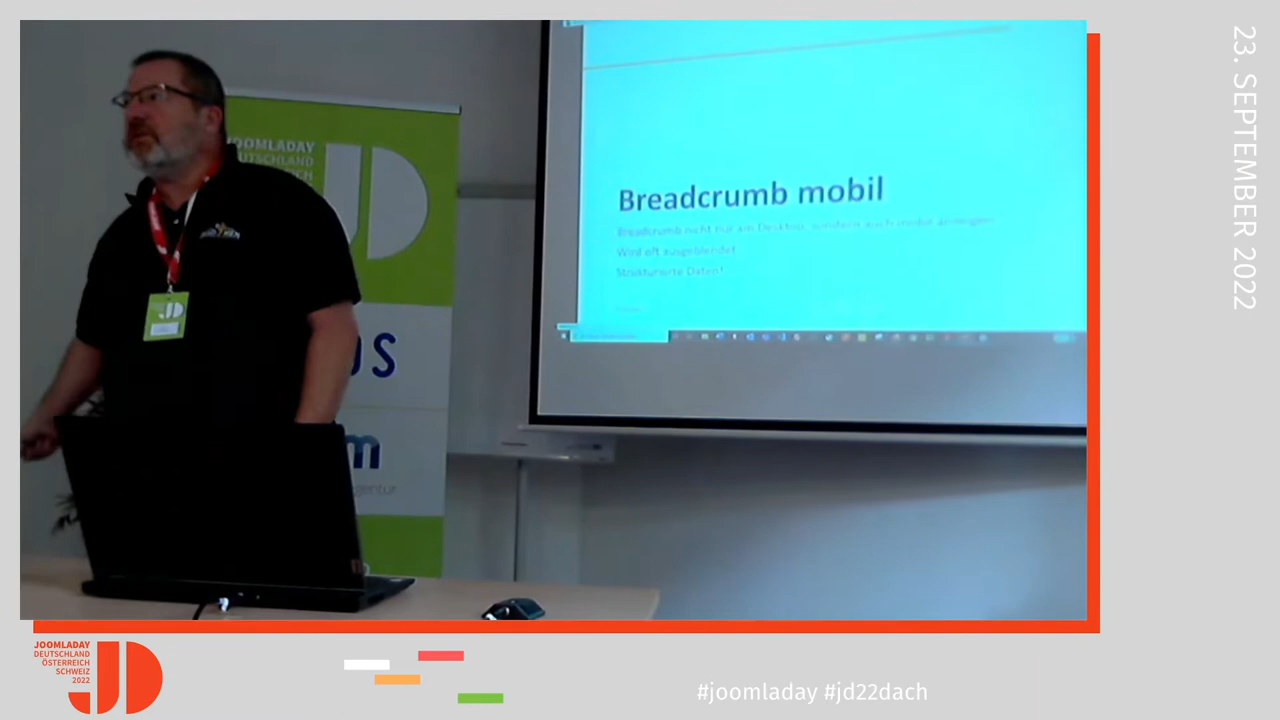 23. SEPTEMBER 2022
JOOMLADAY
DEUTSCHLAND
Breadcrumb mobil
Breadcrumb nicht nur am Desktop, sondern auch mobil anzeigen
Wird oft ausgeblendet
Strukturierte Daten!
JOOMLADAY
DEUTSCHLAND
ÖSTERREICH
SCHWEIZ
2022
JD
#joomladay #jd22dach